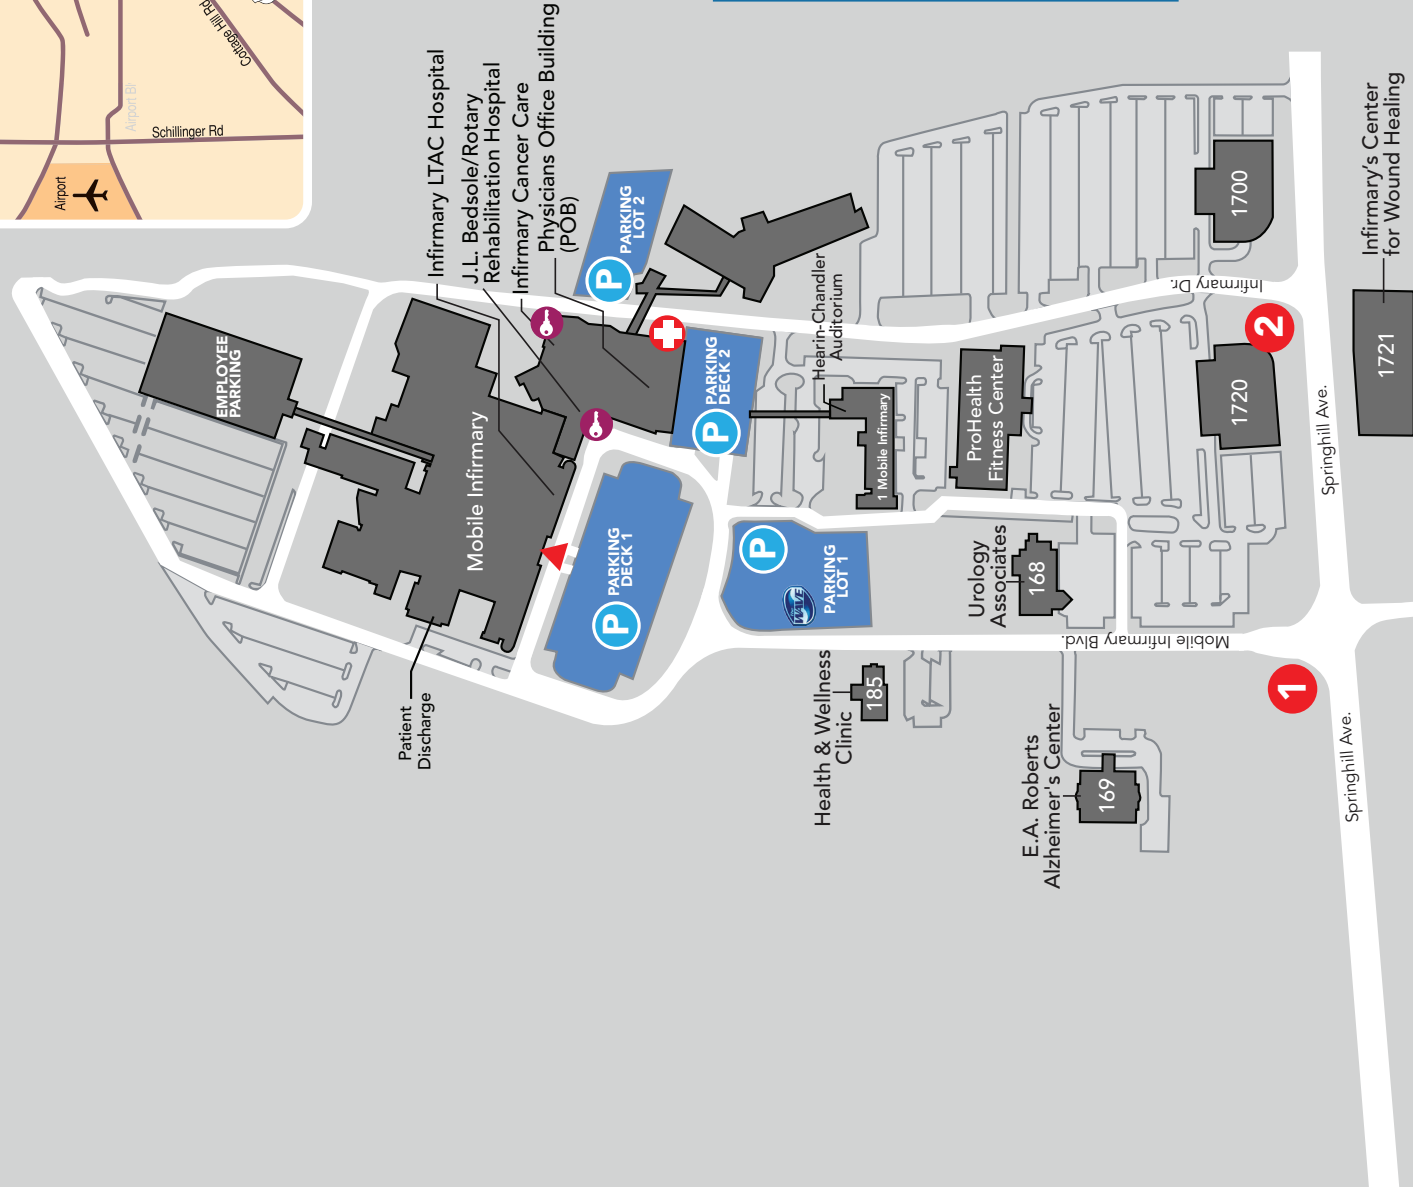 Cottage Hill Rd
Airport Bl
Schillinger Rd
Airport
Infirmary LTAC Hospital
J.L. Bedsole/Rotary
Rehabilitation Hospital
Infirmary Cancer Care
Physicians Office Building
(POB)
PARKING
LOT 2
P
EMPLOYEE
PARKING
Mobile Infirmary
PARKING
DECK 2
P
PARKING
DECK 1
P
P
PARKING
LOT 1
WAVE
Patient
Discharge
Hearin-Chandler
Auditorium
1 Mobile Infirmary
ProHealth
Fitness Center
Infirmary Dr.
1700
2
1720
Springhill Ave.
1721
Infirmary's Center
for Wound Healing
Urology
Associates
168
Mobile Infirmary Blvd.
1
Springhill Ave.
Health & Wellness
Clinic
185
E.A. Roberts
Alzheimer's Center
169